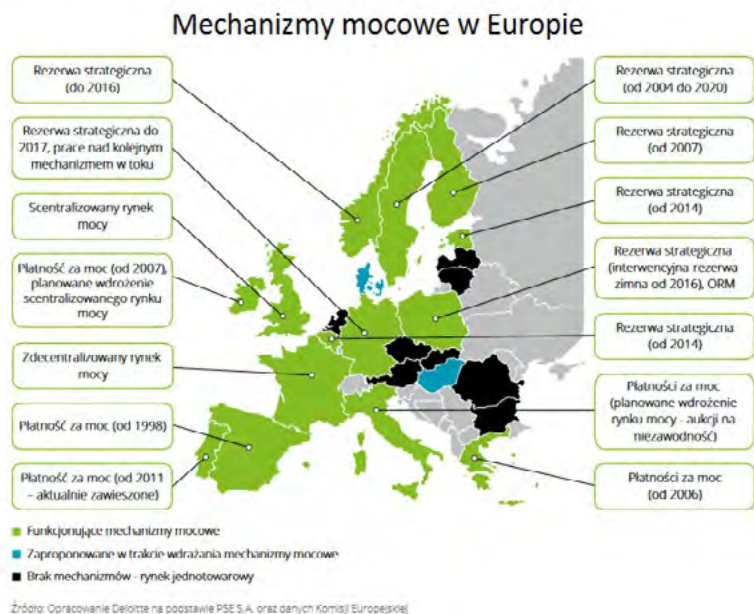 Mechanizmy mocowe w Europie
Rezerwa strategiczna
(do 2016)
Rezerwa strategiczna do
2017, prace nad kolejnym
mechanizmem w toku
Scentralizowany rynek
mocy
Płatność za moc (od 2007),
planowane wdrożenie
scentralizowanego rynku
mocy
Zdecentralizowany rynek
mocy
Płatność za moc (od 1998)
Płatność za moc (od 2011
– aktualnie zawieszone)
Rezerwa strategiczna
(od 2004 do 2020)
Rezerwa strategiczna
(od 2007)
Rezerwa strategiczna
(od 2014)
Rezerwa strategiczna
(interwencyjna rezerwa
zimna od 2016), ORM
Rezerwa strategiczna
(od 2014)
Płatności za moc
(planowane wdrożenie
rynku mocy - aukcji na
niezawodność)
Płatności za moc
(od 2006)
Funkcjonujące mechanizmy mocowe
Zaproponowane w trakcie wdrażania mechanizmy mocowe
Brak mechanizmów - rynek jednotowarowy
Źródło: Opracowanie Deloitte na podstawie PSE S.A. oraz danych Komisji Europejskiej